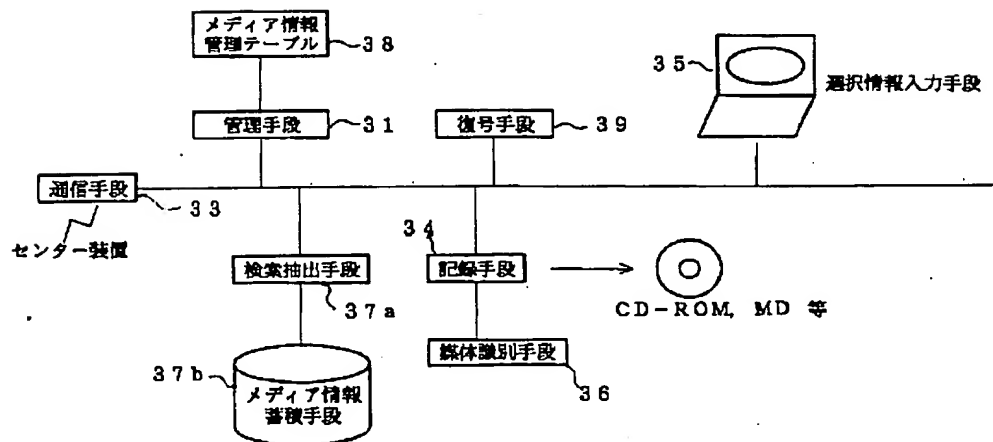 メディア情報
管理テーブル
38
35
選択情報入力手段
管理手段
31
復号手段
39
通信手段
33
センター装置
34
検索抽出手段
37a
記録手段
CD-ROM, MD 等
37b
メディア情報
蓄積手段
媒体識別手段
36